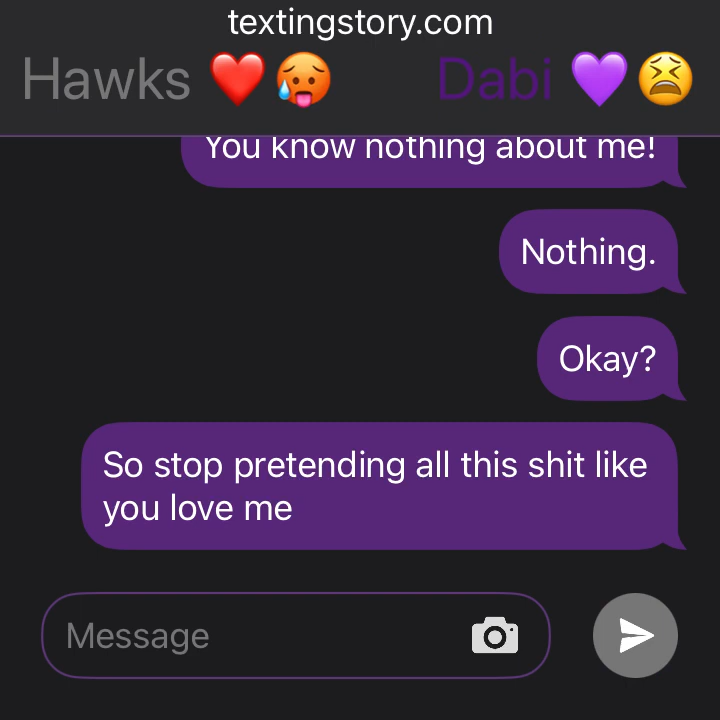 textingstory.com
Hawks ❤️🥵
Dabi 💜😫
You know nothing about me!
Nothing.
Okay?
So stop pretending all this shit like
you love me
Message